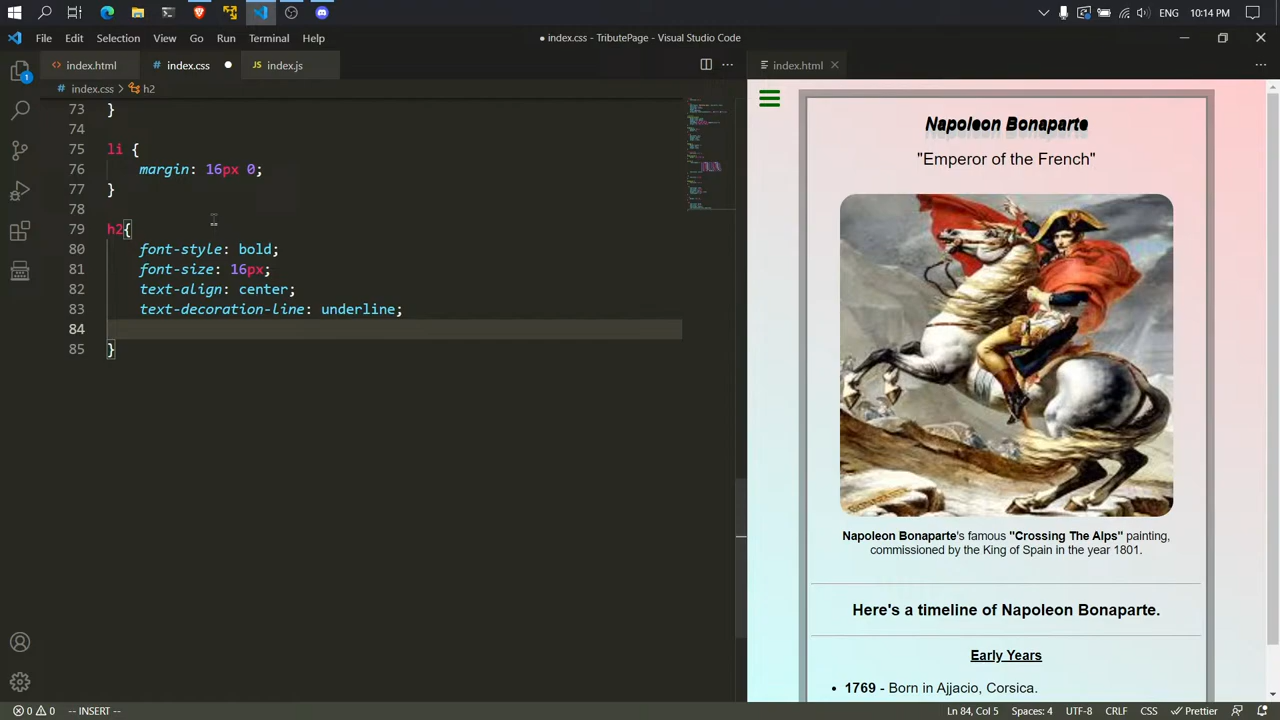 ENG 10:14 PM
File Edit Selection View Go Run Terminal Help ● index.css - TributePage - Visual Studio Code
index.html # index.css ● JS index.js index.html
# index.css > h2
73 }
74
75 li {
76 margin: 16px 0;
77 }
78
79 h2{
80 font-style: bold;
81 font-size: 16px;
82 text-align: center;
83 text-decoration-line: underline;
84
85 }
Napoleon Bonaparte
"Emperor of the French"
Napoleon Bonaparte's famous "Crossing The Alps" painting,
commissioned by the King of Spain in the year 1801.
Here's a timeline of Napoleon Bonaparte.
Early Years
• 1769 - Born in Ajjacio, Corsica.
1
0 0 -- INSERT -- Ln 84, Col 5 Spaces: 4 UTF-8 CRLF CSS Prettier